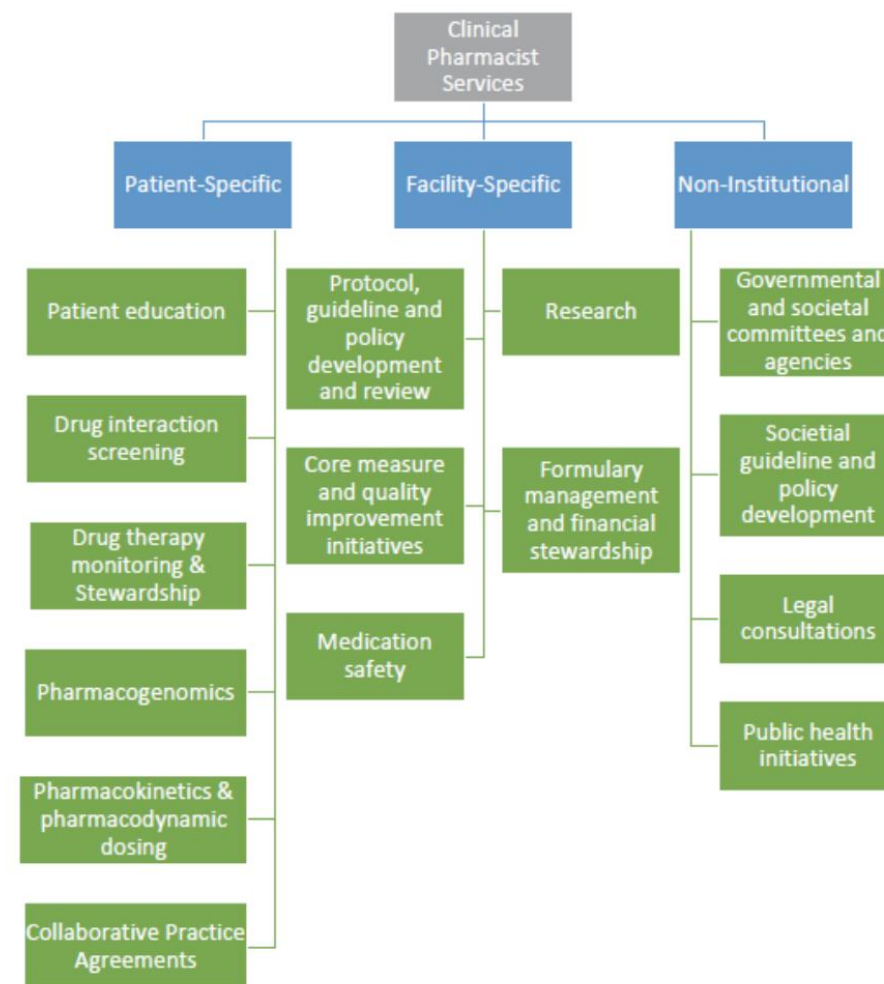 Clinical
Pharmacist
Services
Patient-Specific
Facility-Specific
Non-Institutional
Patient education
Drug interaction
screening
Drug therapy
monitoring &
Stewardship
Pharmacogenomics
Pharmacokinetics &
pharmacodynamic
dosing
Collaborative Practice
Agreements
Protocol,
guideline and
policy
development
and review
Research
Core measure
and quality
improvement
initiatives
Formulary
management
and financial
stewardship
Medication
safety
Governmental
and societal
committees and
agencies
Societial
guideline and
policy
development
Legal
consultations
Public health
initiatives